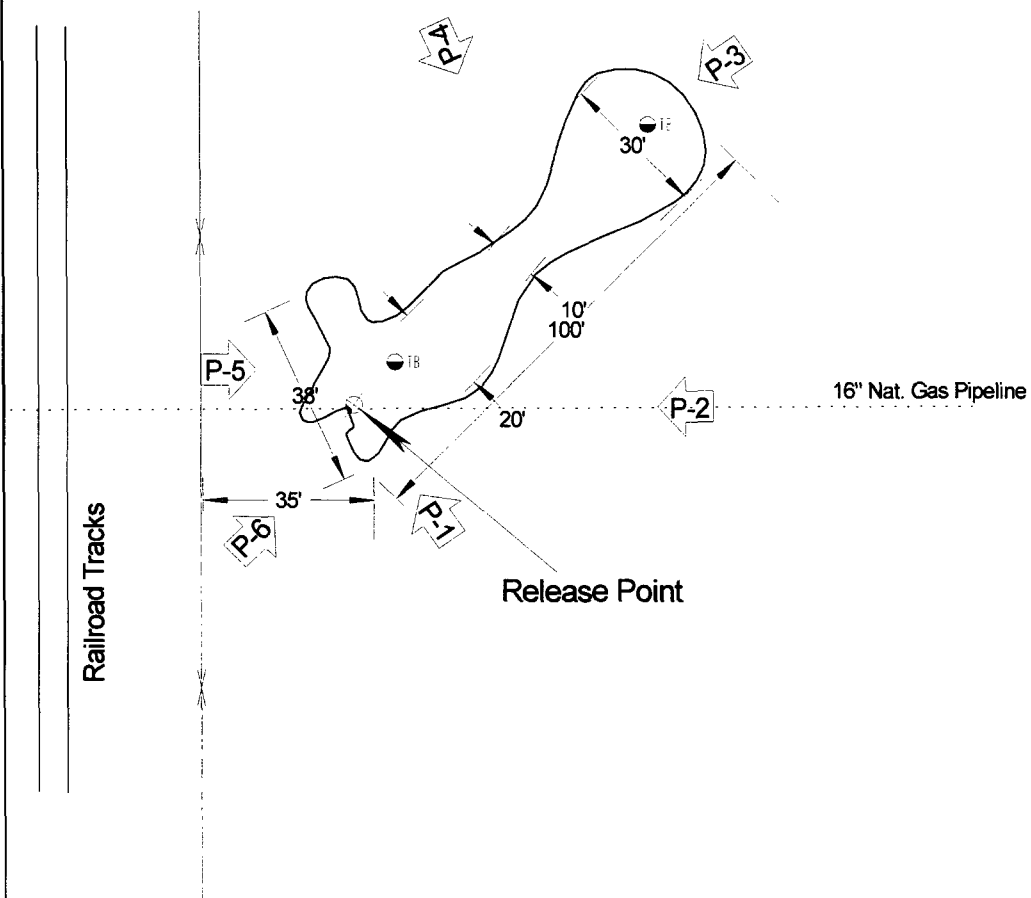 P-4
P-3
30'
10'
100'
P-5
TB
38'
16" Nat. Gas Pipeline
P-2
20'
35'
P-6
P-1
Release Point
Railroad Tracks